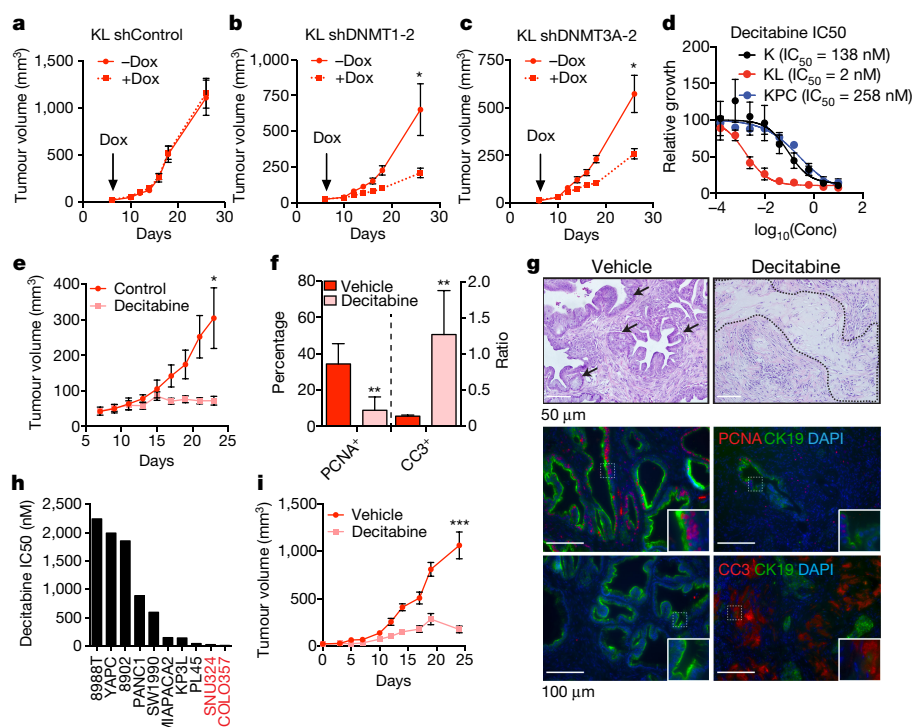 a
KL shControl
Tumour volume (mm³)
1,500
1,000
500
0
–Dox
+Dox
Dox
0 10 20 30
Days
b
KL shDNMT1-2
Tumour volume (mm³)
1,000
750
500
250
0
–Dox
+Dox
*
Dox
0 10 20 30
Days
c
KL shDNMT3A-2
Tumour volume (mm³)
750
500
250
0
–Dox
+Dox
*
Dox
0 10 20 30
Days
d
Decitabine IC50
K (IC50 = 138 nM)
KL (IC50 = 2 nM)
KPC (IC50 = 258 nM)
Relative growth
200
150
100
50
0
–4 –2 0 2
log10(Conc)
e
Tumour volume (mm³)
400
300
200
100
0
Control
Decitabine
*
5 10 15 20 25
Days
f
Percentage
80
60
40
20
0
Vehicle
Decitabine
**
**
2.0
1.5
1.0
0.5
0
Ratio
PCNA⁺
CC3⁺
g
Vehicle Decitabine
50 μm
PCNA CK19 DAPI
CC3 CK19 DAPI
100 μm
h
Decitabine IC50 (nM)
2,500
2,000
1,500
1,000
500
0
8988T
YAPC
8902
PANC1
SW1990
MIAPACA2
KP3L
PL45
SNU324
COLO357
i
Tumour volume (mm³)
1,500
1,000
500
0
Vehicle
Decitabine
***
0 5 10 15 20 25
Days